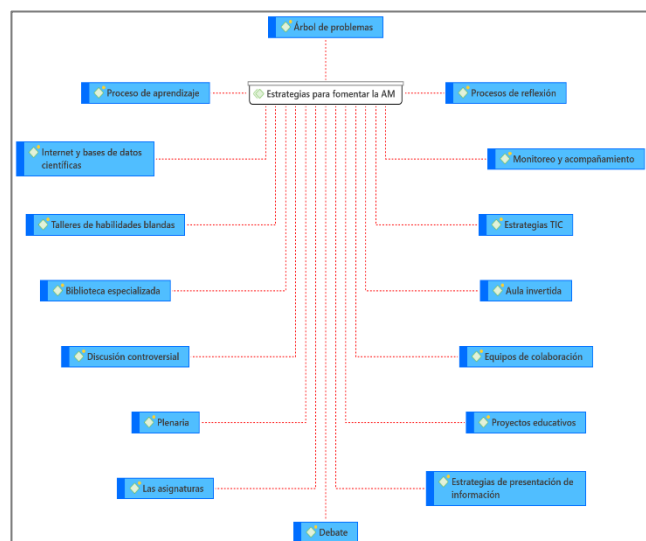 Árbol de problemas
Proceso de aprendizaje
Estrategias para fomentar la AM
Procesos de reflexión
Internet y bases de datos
científicas
Monitoreo y acompañamiento
Talleres de habilidades blandas
Estrategias TIC
Biblioteca especializada
Aula invertida
Discusión controversial
Equipos de colaboración
Plenaria
Proyectos educativos
Las asignaturas
Estrategias de presentación de
información
Debate